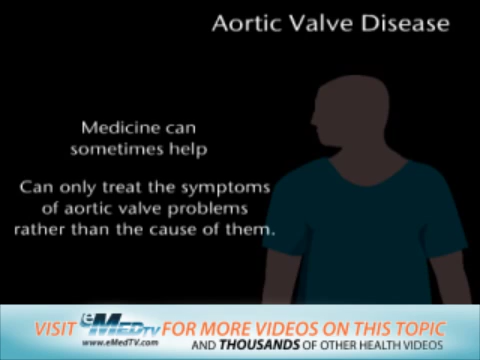 Aortic Valve Disease
Medicine can
sometimes help
Can only treat the symptoms
of aortic valve problems
rather than the cause of them.
VISIT eMEDTV FOR MORE VIDEOS ON THIS TOPIC
www.eMedTV.com AND THOUSANDS OF OTHER HEALTH VIDEOS